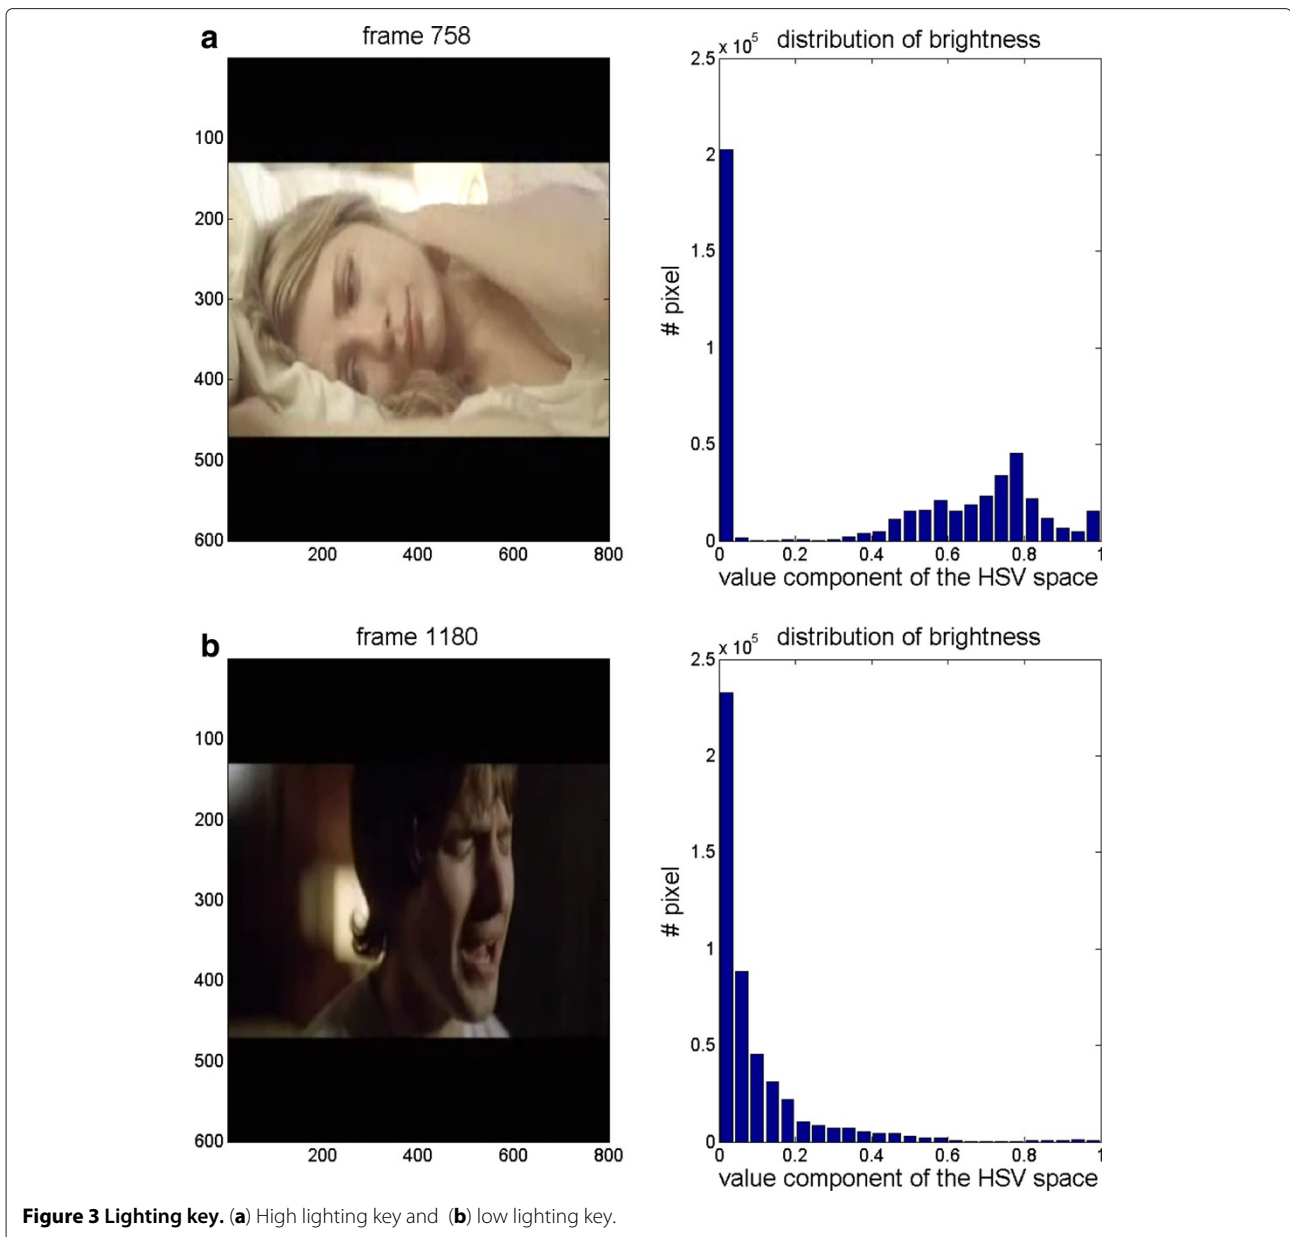 a
frame 758
100
200
300
400
500
600
200 400 600 800
x 10⁵ distribution of brightness
2.5
2
1.5
1
0.5
0
# pixel
0 0.2 0.4 0.6 0.8 1
value component of the HSV space
b
frame 1180
100
200
300
400
500
600
200 400 600 800
x 10⁵ distribution of brightness
2.5
2
1.5
1
0.5
0
# pixel
0 0.2 0.4 0.6 0.8 1
value component of the HSV space
Figure 3 Lighting key. (a) High lighting key and (b) low lighting key.